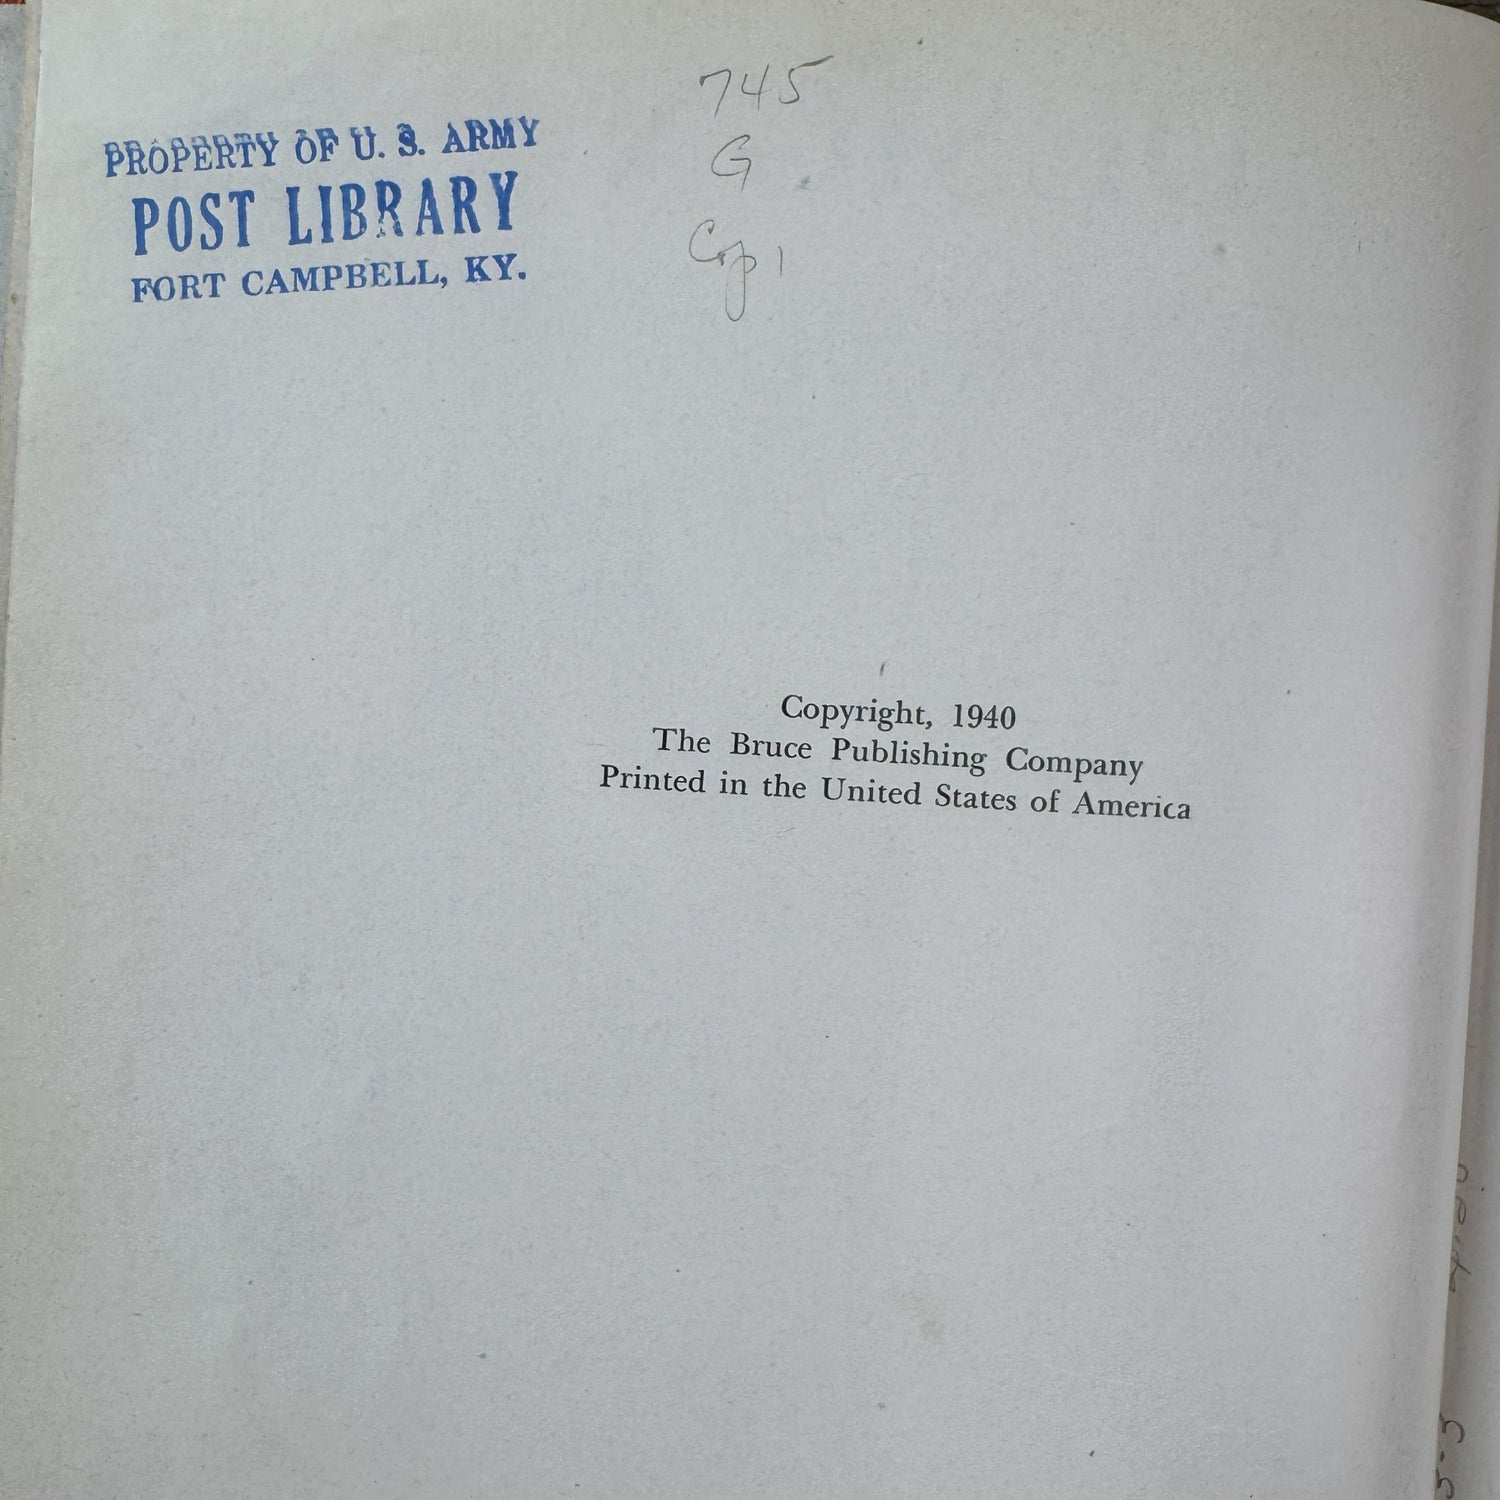 PROPERTY OF U. S. ARMY
POST LIBRARY
FORT CAMPBELL, KY.
745
G
Cop 1
Copyright, 1940
The Bruce Publishing Company
Printed in the United States of America